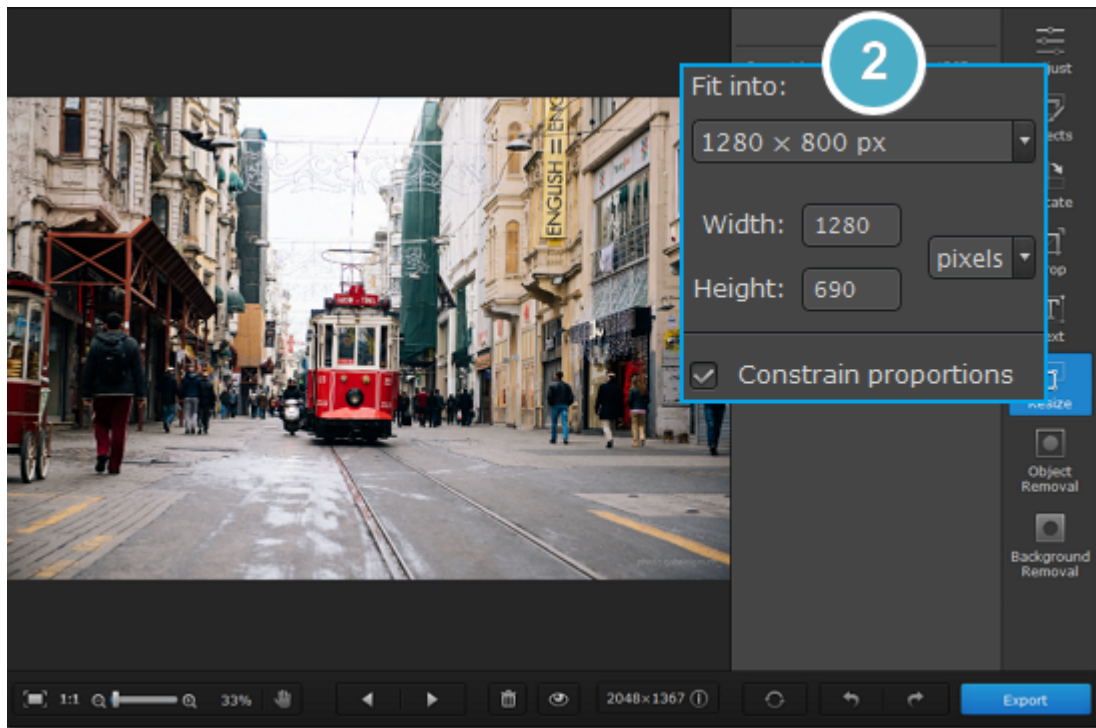 2
Fit into:
1280 × 800 px
Width: 1280
pixels
Height: 690
Constrain proportions
Resize
Object
Removal
Background
Removal
ENGLISH = ENG
1:1
33%
2048×1367
Export